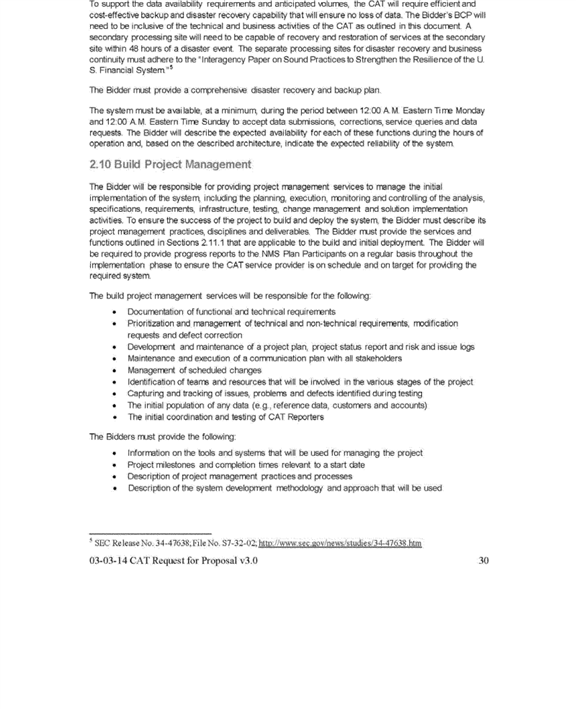 To support the data availability requirements and anticipated volumes, the CAT will require efficient and
cost-effective backup and disaster recovery capability that will ensure no loss of data. The Bidder's BCP will
need to be inclusive of the technical and business activities of the CAT as outlined in this document. A
secondary processing site will need to be capable of recovery and restoration of services at the secondary
site within 48 hours of a disaster event. The separate processing sites for disaster recovery and business
continuity must adhere to the "Interagency Paper on Sound Practices to Strengthen the Resilience of the U.
S. Financial System."5
The Bidder must provide a comprehensive disaster recovery and backup plan.
The system must be available, at a minimum, during the period between 12:00 A.M. Eastern Time Monday
and 12:00 A.M. Eastern Time Sunday to accept data submissions, corrections, service queries and data
requests. The Bidder will describe the expected availability for each of these functions during the hours of
operation and, based on the described architecture, indicate the expected reliability of the system.
2.10 Build Project Management
The Bidder will be responsible for providing project management services to manage the initial
implementation of the system, including the planning, execution, monitoring and controlling of the analysis,
specifications, requirements, infrastructure, testing, change management and solution implementation
activities. To ensure the success of the project to build and deploy the system, the Bidder must describe its
project management practices, disciplines and deliverables. The Bidder must provide the services and
functions outlined in Sections 2.11.1 that are applicable to the build and initial deployment. The Bidder will
be required to provide progress reports to the NMS Plan Participants on a regular basis throughout the
implementation phase to ensure the CAT service provider is on schedule and on target for providing the
required system.
The build project management services will be responsible for the following:
• Documentation of functional and technical requirements
• Prioritization and management of technical and non-technical requirements, modification
requests and defect correction
• Development and maintenance of a project plan, project status report and risk and issue logs
• Maintenance and execution of a communication plan with all stakeholders
• Management of scheduled changes
• Identification of teams and resources that will be involved in the various stages of the project
• Capturing and tracking of issues, problems and defects identified during testing
• The initial population of any data (e.g., reference data, customers and accounts)
• The initial coordination and testing of CAT Reporters
The Bidders must provide the following:
• Information on the tools and systems that will be used for managing the project
• Project milestones and completion times relevant to a start date
• Description of project management practices and processes
• Description of the system development methodology and approach that will be used
5 SEC Release No. 34-47638; File No. S7-32-02; http://www.sec.gov/news/studies/34-47638.htm
03-03-14 CAT Request for Proposal v3.0 30